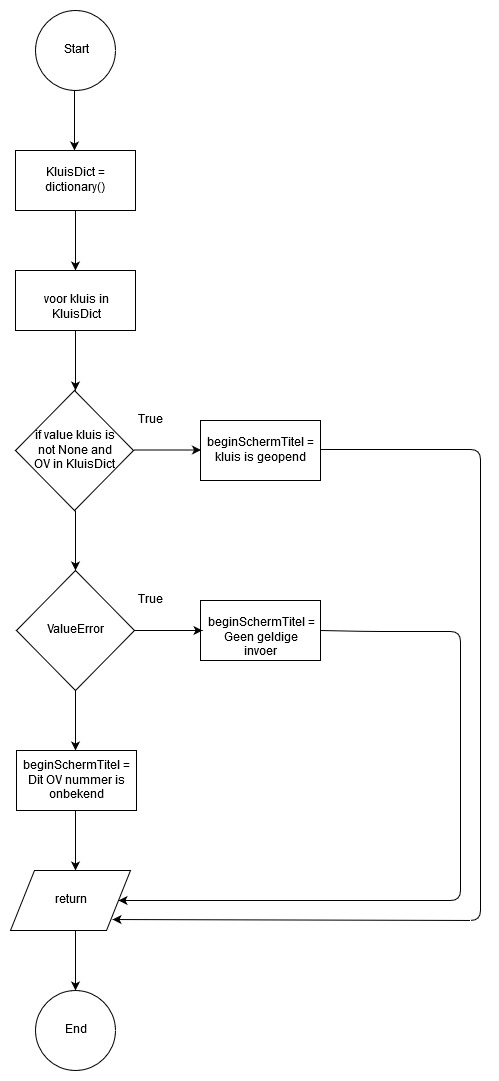 Start
KluisDict =
dictionary()
voor kluis in
KluisDict
if value kluis is
not None and
OV in KluisDict
True
beginSchermTitel =
kluis is geopend
ValueError
True
beginSchermTitel =
Geen geldige
invoer
beginSchermTitel =
Dit OV nummer is
onbekend
return
End